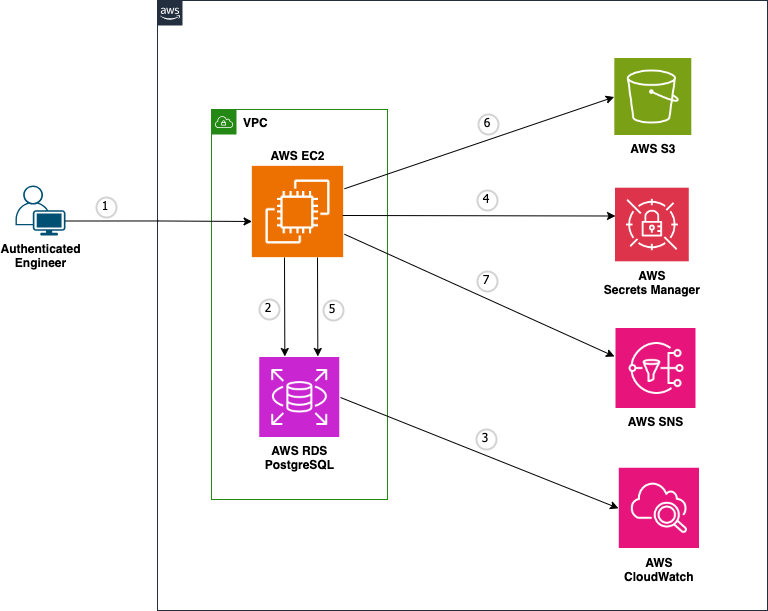 aws
VPC
AWS EC2
6
AWS S3
1
4
Authenticated
Engineer
AWS
Secrets Manager
7
2
5
AWS SNS
AWS RDS
PostgreSQL
3
AWS
CloudWatch